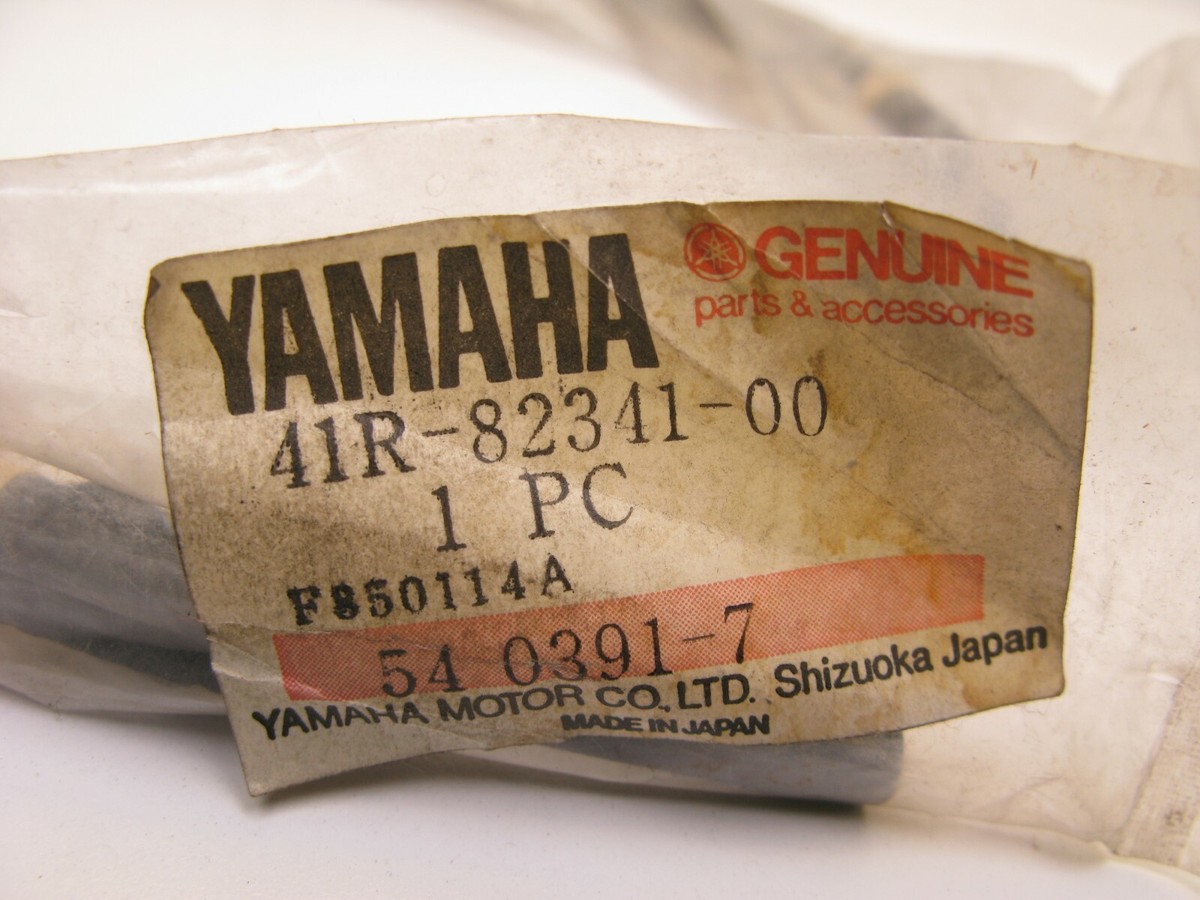 YAMAHA GENUINE
parts & accessories
41R-82341-00
1 PC
F850114A
54 0391-7
YAMAHA MOTOR CO., LTD. Shizuoka Japan
MADE IN JAPAN